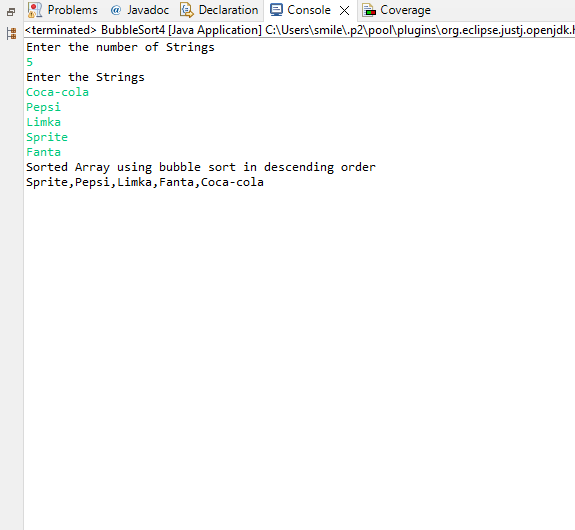 Problems @ Javadoc Declaration Console Coverage
<terminated> BubbleSort4 [Java Application] C:\Users\smile\.p2\pool\plugins\org.eclipse.justj.openjdk.h
Enter the number of Strings
5
Enter the Strings
Coca-cola
Pepsi
Limka
Sprite
Fanta
Sorted Array using bubble sort in descending order
Sprite,Pepsi,Limka,Fanta,Coca-cola